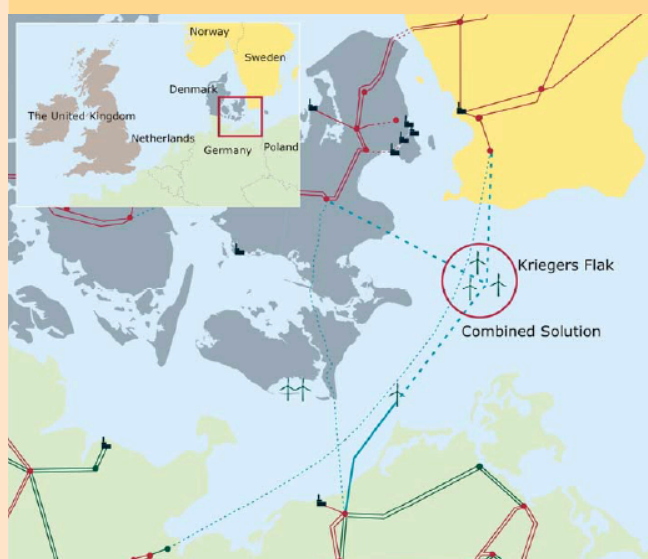 Norway
Sweden
Denmark
The United Kingdom
Netherlands
Germany
Poland
Kriegers Flak
Combined Solution